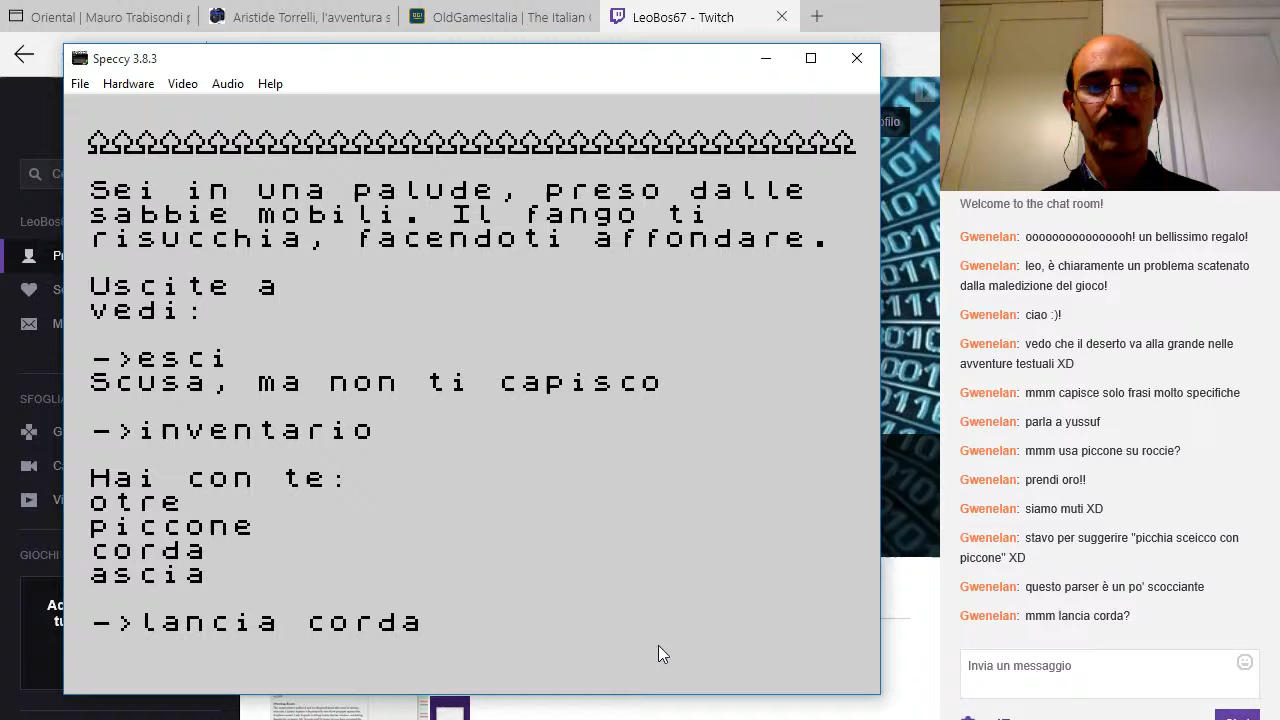 Oriental | Mauro Tralisondi g
Aristide Torrelli, l'avventura s
OldGamesItalia | The Italian
LeoBos67 - Twitch
Speccy 3.8.3
File Hardware Video Audio Help
Sei in una palude, preso dalle
sabbie mobili. Il fango ti
risucchia, facendoti affondare.
Uscite a
vedi:
->esci
Scusa, ma non ti capisco
->inventario
Hai con te:
otre
piccone
corda
ascia
->lancia corda
Ce
LeoBos6
SFOGLIA
GIOCHI
ofilo
Welcome to the chat room!
Gwenelan: ooooooooooooooh! un bellissimo regalo!
Gwenelan: leo, è chiaramente un problema scatenato
dalla maledizione del gioco!
Gwenelan: ciao :)!
Gwenelan: vedo che il deserto va alla grande nelle
avventure testuali XD
Gwenelan: mmm capisce solo frasi molto specifiche
Gwenelan: parla a yussuf
Gwenelan: mmm usa piccone su roccie?
Gwenelan: prendi oro!!
Gwenelan: siamo muti XD
Gwenelan: stavo per suggerire "picchia sceicco con
piccone" XD
Gwenelan: questo parser è un po' scocciante
Gwenelan: mmm lancia corda?
Invia un messaggio